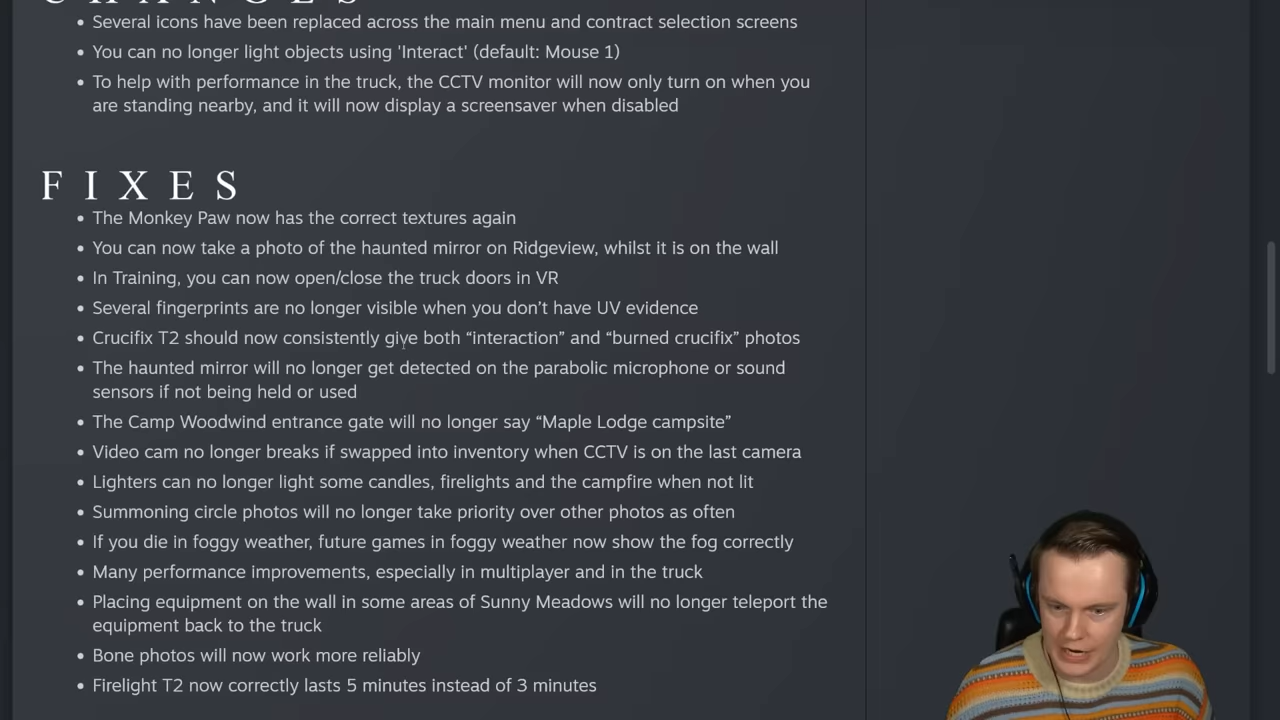 CHANGES
Several icons have been replaced across the main menu and contract selection screens
You can no longer light objects using 'Interact' (default: Mouse 1)
To help with performance in the truck, the CCTV monitor will now only turn on when you
are standing nearby, and it will now display a screensaver when disabled
FIXES
The Monkey Paw now has the correct textures again
You can now take a photo of the haunted mirror on Ridgeview, whilst it is on the wall
In Training, you can now open/close the truck doors in VR
Several fingerprints are no longer visible when you don’t have UV evidence
Crucifix T2 should now consistently give both “interaction” and “burned crucifix” photos
The haunted mirror will no longer get detected on the parabolic microphone or sound
sensors if not being held or used
The Camp Woodwind entrance gate will no longer say “Maple Lodge campsite”
Video cam no longer breaks if swapped into inventory when CCTV is on the last camera
Lighters can no longer light some candles, firelights and the campfire when not lit
Summoning circle photos will no longer take priority over other photos as often
If you die in foggy weather, future games in foggy weather now show the fog correctly
Many performance improvements, especially in multiplayer and in the truck
Placing equipment on the wall in some areas of Sunny Meadows will no longer teleport the
equipment back to the truck
Bone photos will now work more reliably
Firelight T2 now correctly lasts 5 minutes instead of 3 minutes